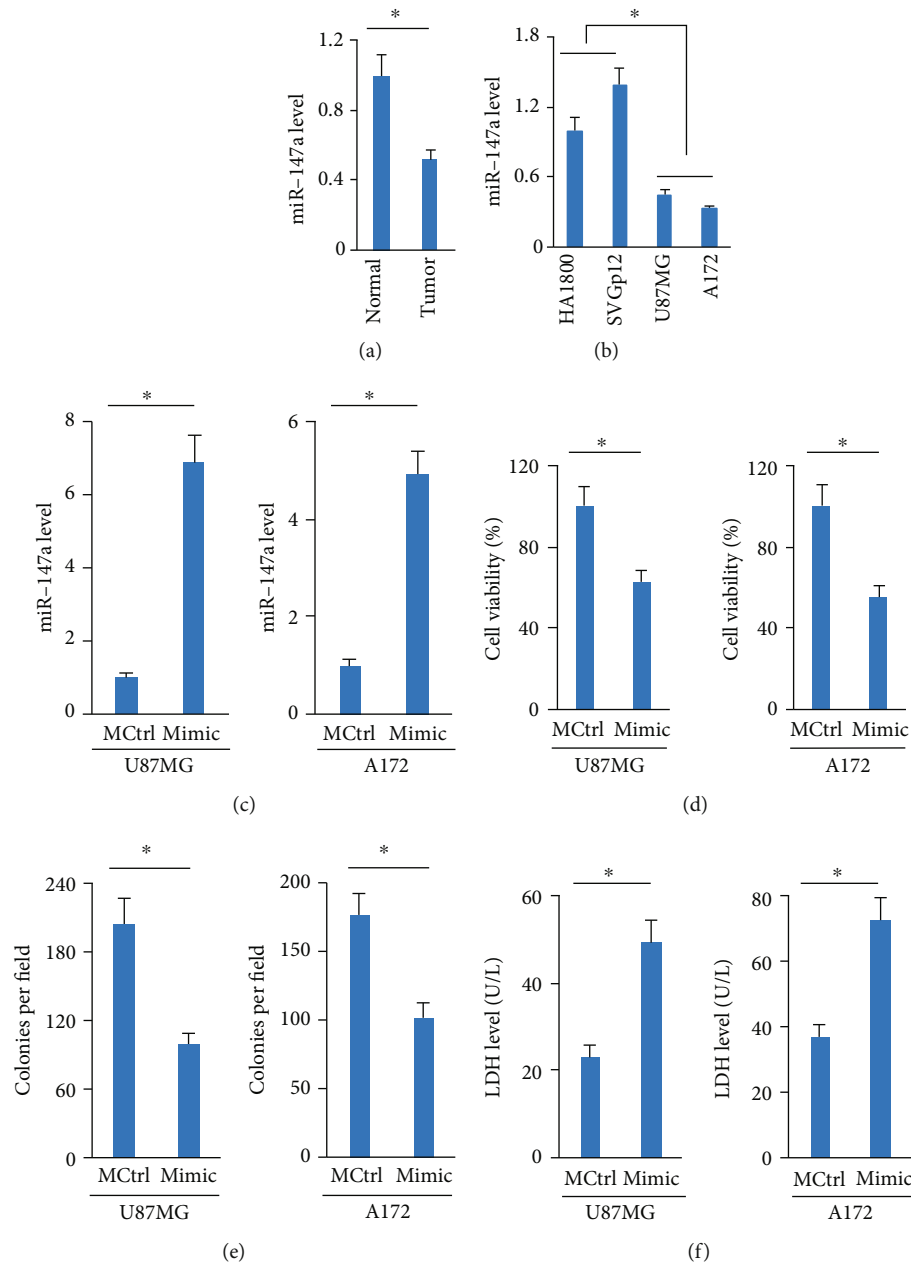 *
1.2
0.8
0.4
0
miR–147a level
Normal
Tumor
(a)
*
1.8
1.2
0.6
0
miR–147a level
HA1800
SVGp12
U87MG
A172
(b)
*
8
6
4
2
0
miR–147a level
MCtrl Mimic
U87MG
*
6
4
2
0
miR–147a level
MCtrl Mimic
A172
(c)
*
120
80
40
0
Cell viability (%)
MCtrl Mimic
U87MG
*
120
80
40
0
Cell viability (%)
MCtrl Mimic
A172
(d)
*
240
180
120
60
0
Colonies per field
MCtrl Mimic
U87MG
*
200
150
100
50
0
Colonies per field
MCtrl Mimic
A172
(e)
*
60
40
20
0
LDH level (U/L)
MCtrl Mimic
U87MG
*
80
60
40
20
0
LDH level (U/L)
MCtrl Mimic
A172
(f)